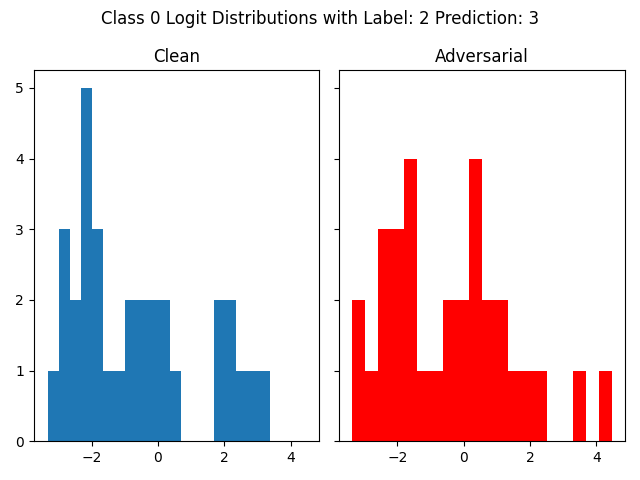 Class 0 Logit Distributions with Label: 2 Prediction: 3
Clean
Adversarial
5
4
3
2
1
0
−2 0 2 4
−2 0 2 4